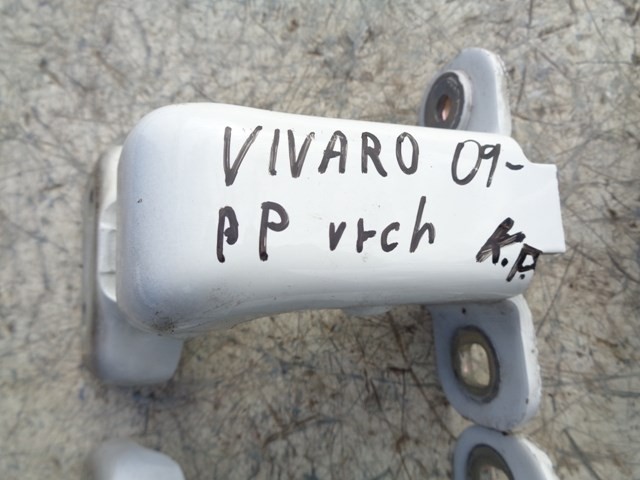 VIVARO 09-
PP vrch K.P.